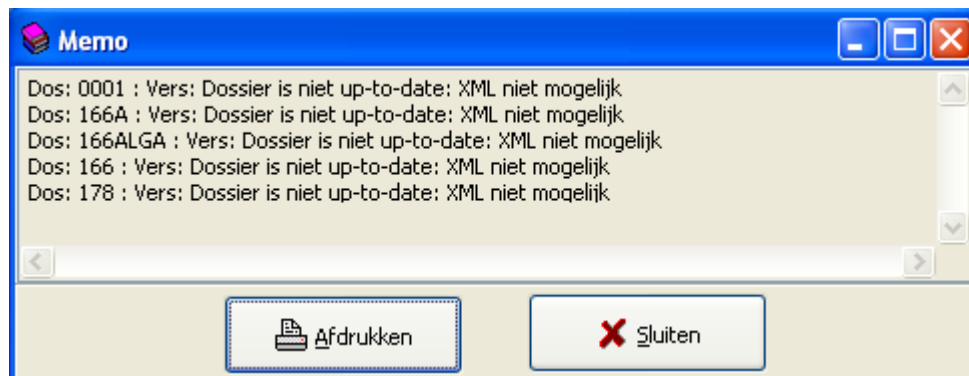 Memo
Dos: 0001 : Vers: Dossier is niet up-to-date: XML niet mogelijk
Dos: 166A : Vers: Dossier is niet up-to-date: XML niet mogelijk
Dos: 166ALGA : Vers: Dossier is niet up-to-date: XML niet mogelijk
Dos: 166 : Vers: Dossier is niet up-to-date: XML niet mogelijk
Dos: 178 : Vers: Dossier is niet up-to-date: XML niet mogelijk
Afdrukken
Sluiten